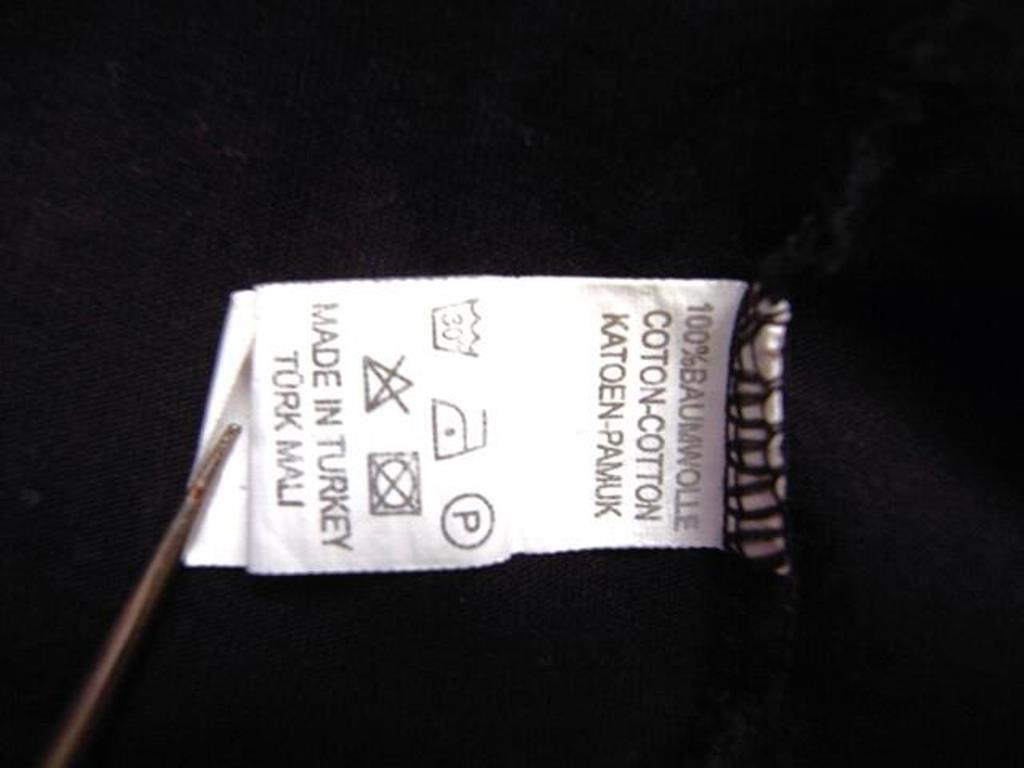 100%BAUMWOLLE
COTON-COTTON
KATOEN-PAMUK
30°
P
MADE IN TURKEY
TÜRK MALI